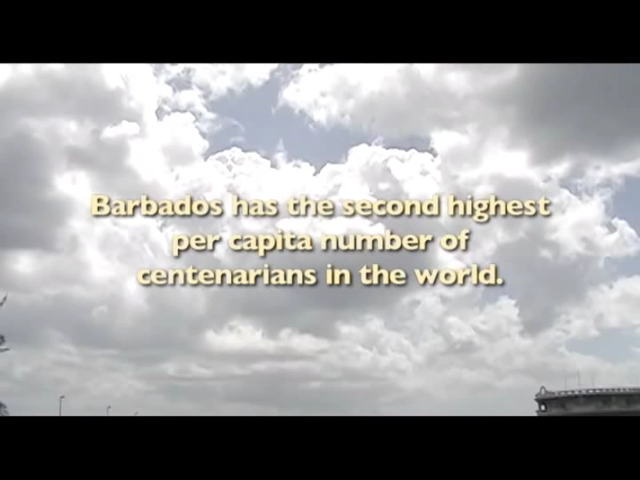 Barbados has the second highest
per capita number of
centenarians in the world.